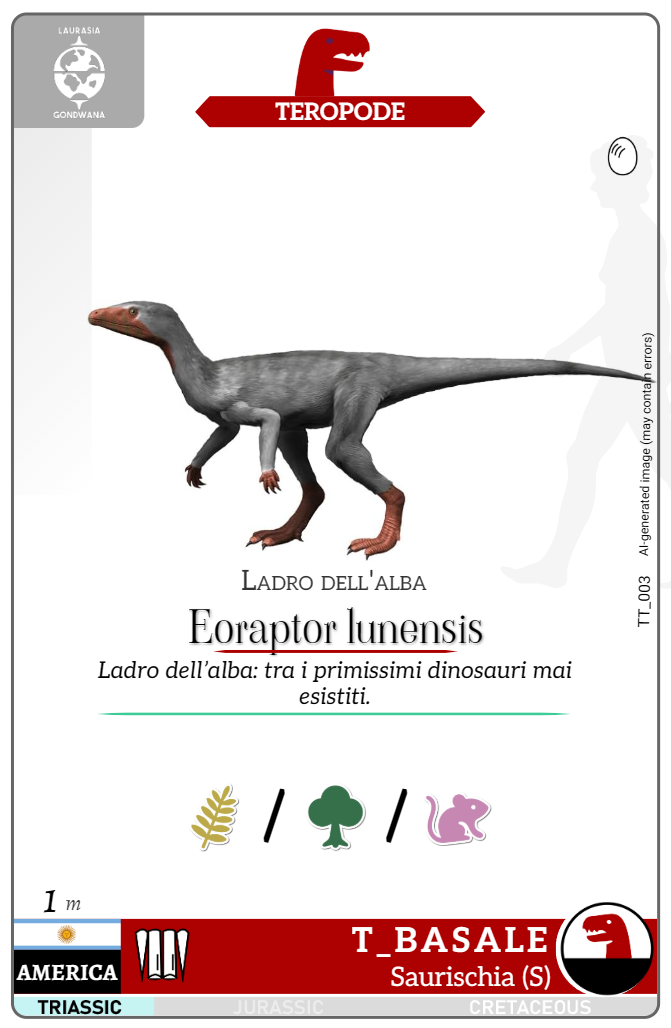 LAURASIA
GONDWANA
TEROPODE
AI-generated image (may contain errors)
TT_003
Ladro dell'alba
Eoraptor lunensis
Ladro dell’alba: tra i primissimi dinosauri mai
esistiti.
/ /
1 m
T_BASALE
AMERICA
Saurischia (S)
TRIASSIC JURASSIC CRETACEOUS